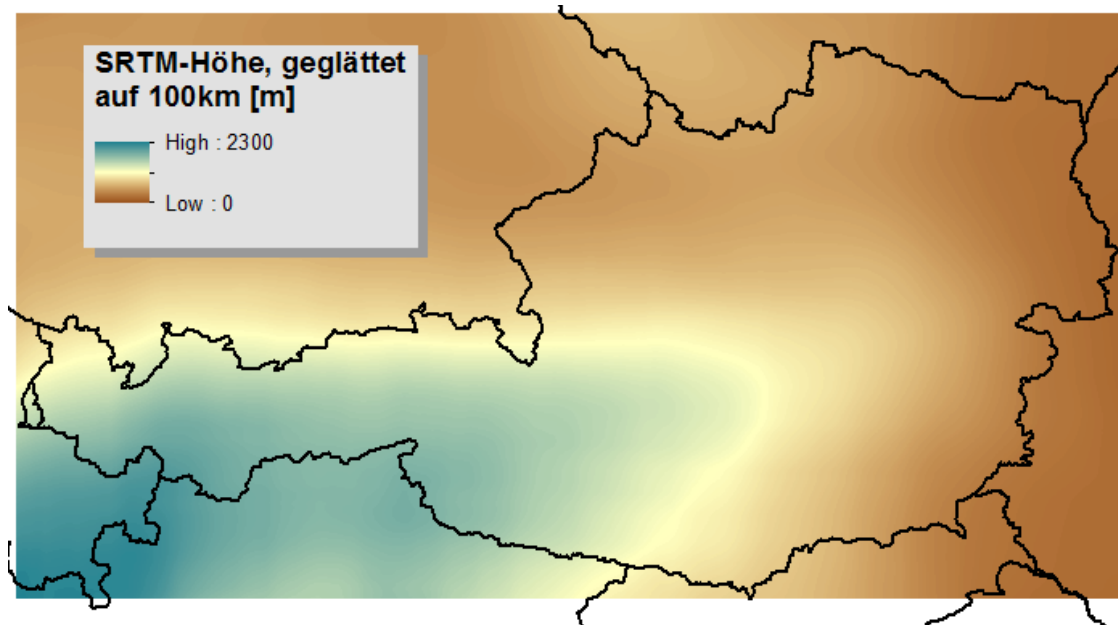 SRTM-Höhe, geglättet
auf 100km [m]
High : 2300
Low : 0